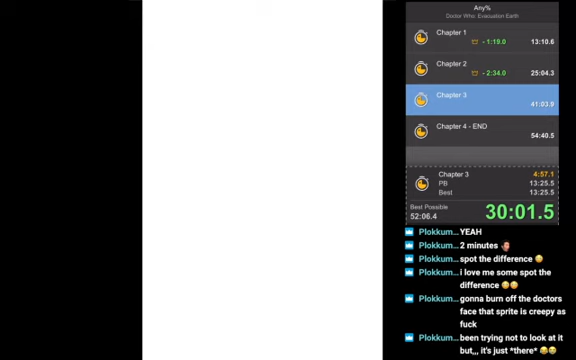 Any%
Doctor Who: Evacuation Earth
Chapter 1
- 1:19.0 13:10.6
Chapter 2
- 2:34.0 25:04.3
Chapter 3
41:03.9
Chapter 4 - END
54:40.5
Chapter 3 4:57.1
PB 13:25.5
Best 13:25.5
Best Possible
52:06.4
30:01.5
Plokkum... YEAH
Plokkum... 2 minutes
Plokkum... spot the difference
Plokkum... i love me some spot the
difference
Plokkum... gonna burn off the doctors
face that sprite is creepy as
fuck
Plokkum... been trying not to look at it
but,,, it's just *there*